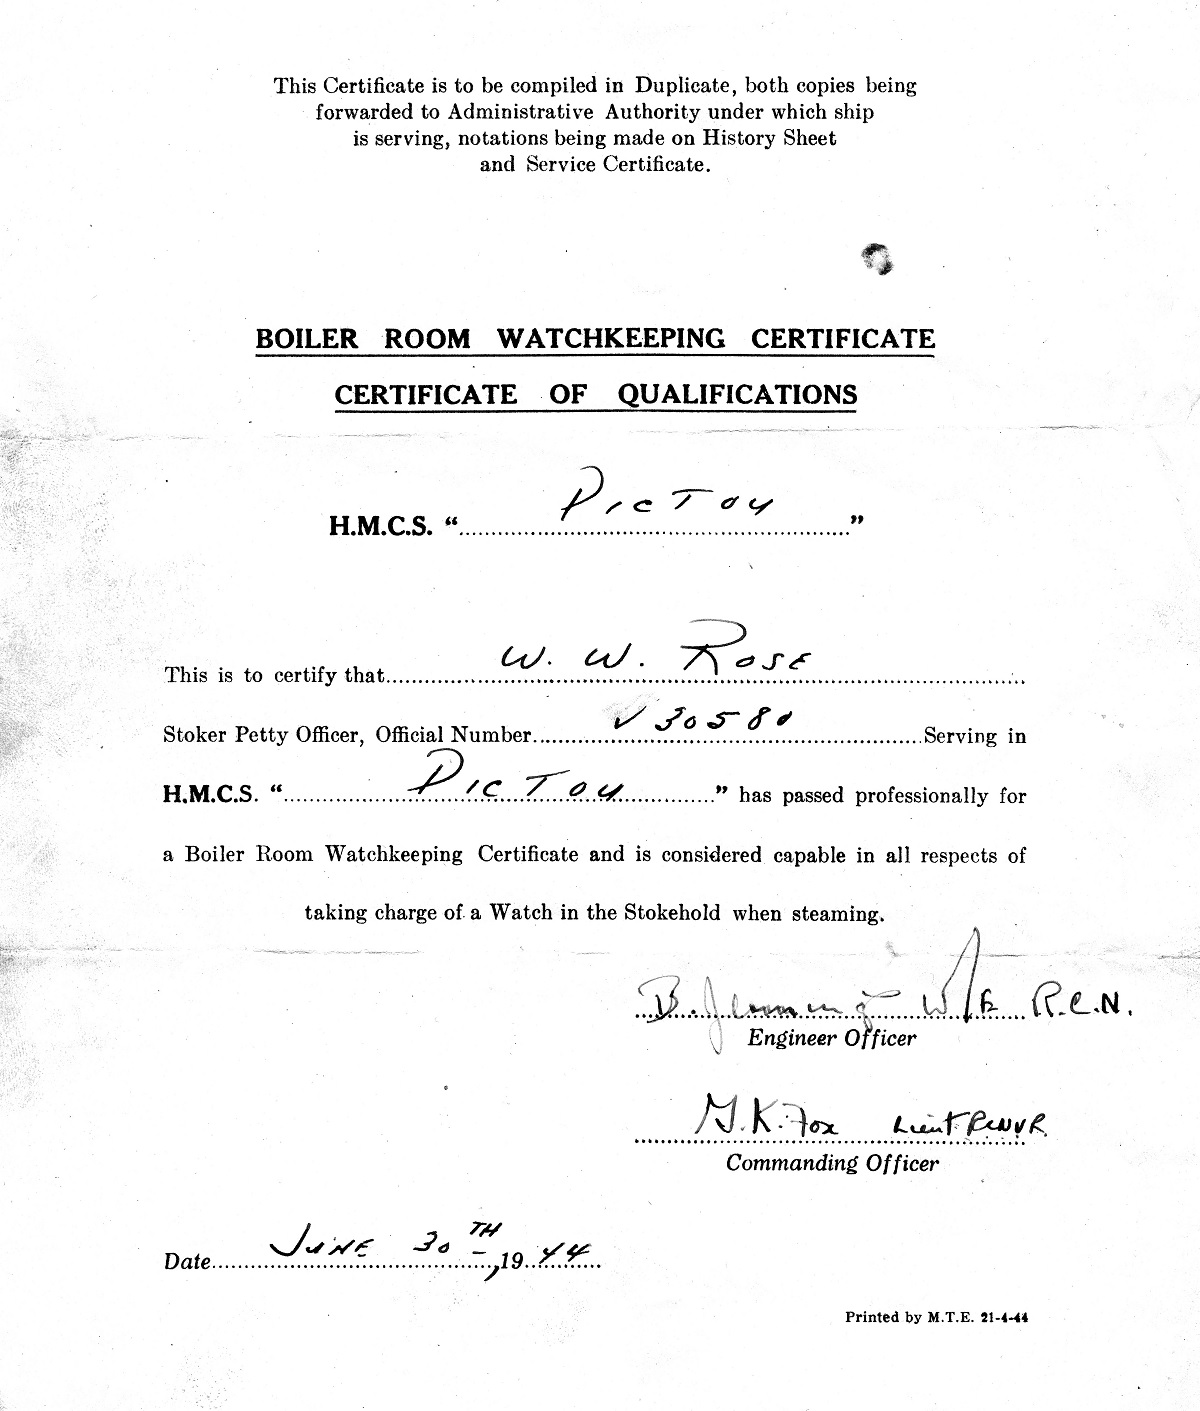 This Certificate is to be compiled in Duplicate, both copies being
forwarded to Administrative Authority under which ship
is serving, notations being made on History Sheet
and Service Certificate.
BOILER ROOM WATCHKEEPING CERTIFICATE
CERTIFICATE OF QUALIFICATIONS
H.M.C.S. “ Pictou ”
This is to certify that W. W. Rose
Stoker Petty Officer, Official Number V 30580 Serving in
H.M.C.S. “ Pictou ” has passed professionally for
a Boiler Room Watchkeeping Certificate and is considered capable in all respects of
taking charge of a Watch in the Stokehold when steaming.
B. Flemming W/E R.C.N.
Engineer Officer
G.K. Fox Lieut RCNVR
Commanding Officer
Date JUNE 30TH, 1944
Printed by M.T.E. 21-4-44